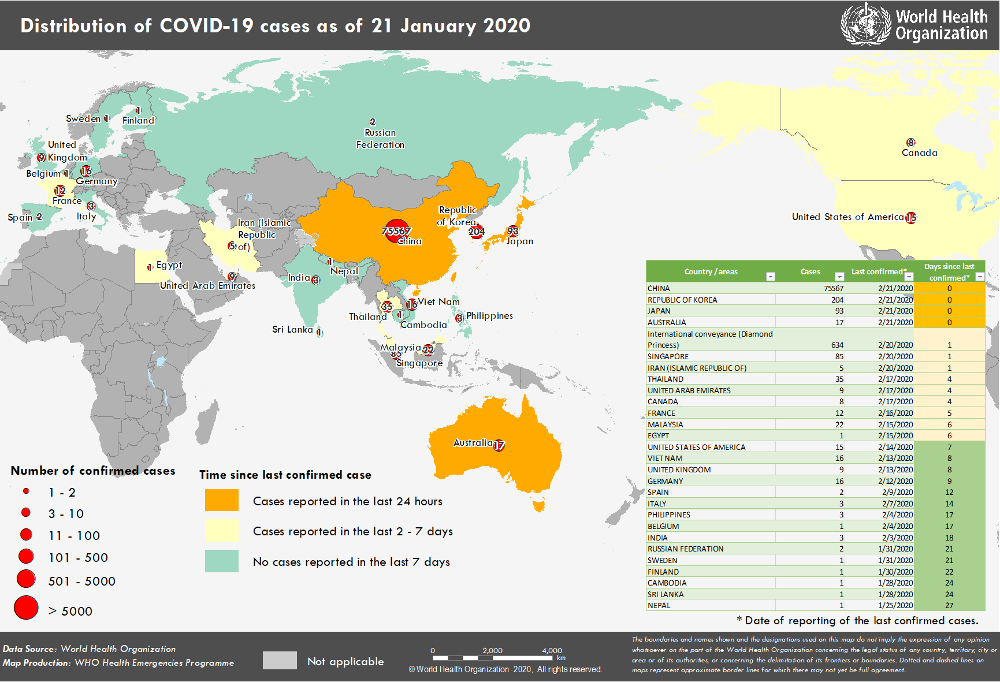 Distribution of COVID-19 cases as of 21 January 2020
World Health
Organization
Sweden 1
1
Finland
2
Russian
Federation
United
9 Kingdom
Belgium 1
16
Germany
12
France
3
Italy
Spain 2
Iran (Islamic
Republic
5 of)
1 Egypt
9
United Arab Emirates
75567
China
Republic
of Korea
204
93
Japan
1
Nepal
India 3
35
Thailand
16 Viet Nam
1
Cambodia
3 Philippines
Sri Lanka 1
Malaysia 22
85
Singapore
Australia 17
8
Canada
United States of America 15
Country / areas Cases Last confirmed* Days since last
confirmed*
CHINA 75567 2/21/2020 0
REPUBLIC OF KOREA 204 2/21/2020 0
JAPAN 93 2/21/2020 0
AUSTRALIA 17 2/21/2020 0
International conveyance (Diamond
Princess) 634 2/20/2020 1
SINGAPORE 85 2/20/2020 1
IRAN (ISLAMIC REPUBLIC OF) 5 2/20/2020 1
THAILAND 35 2/17/2020 4
UNITED ARAB EMIRATES 9 2/17/2020 4
CANADA 8 2/17/2020 4
FRANCE 12 2/16/2020 5
MALAYSIA 22 2/15/2020 6
EGYPT 1 2/15/2020 6
UNITED STATES OF AMERICA 15 2/14/2020 7
VIET NAM 16 2/13/2020 8
UNITED KINGDOM 9 2/13/2020 8
GERMANY 16 2/12/2020 9
SPAIN 2 2/9/2020 12
ITALY 3 2/7/2020 14
PHILIPPINES 3 2/4/2020 17
BELGIUM 1 2/4/2020 17
INDIA 3 2/3/2020 18
RUSSIAN FEDERATION 2 1/31/2020 21
SWEDEN 1 1/31/2020 21
FINLAND 1 1/30/2020 22
CAMBODIA 1 1/28/2020 24
SRI LANKA 1 1/28/2020 24
NEPAL 1 1/25/2020 27
* Date of reporting of the last confirmed cases.
Number of confirmed cases
1 - 2
3 - 10
11 - 100
101 - 500
501 - 5000
> 5000
Time since last confirmed case
Cases reported in the last 24 hours
Cases reported in the last 2 - 7 days
No cases reported in the last 7 days
Data Source: World Health Organization
Map Production: WHO Health Emergencies Programme
Not applicable
0 2,000 4,000
km
© World Health Organization 2020, All rights reserved.
The boundaries and names shown and the designations used on this map do not imply the expression of any opinion
whatsoever on the part of the World Health Organization concerning the legal status of any country, territory, city or
area or of its authorities, or concerning the delimitation of its frontiers or boundaries. Dotted and dashed lines on
maps represent approximate border lines for which there may not yet be full agreement.